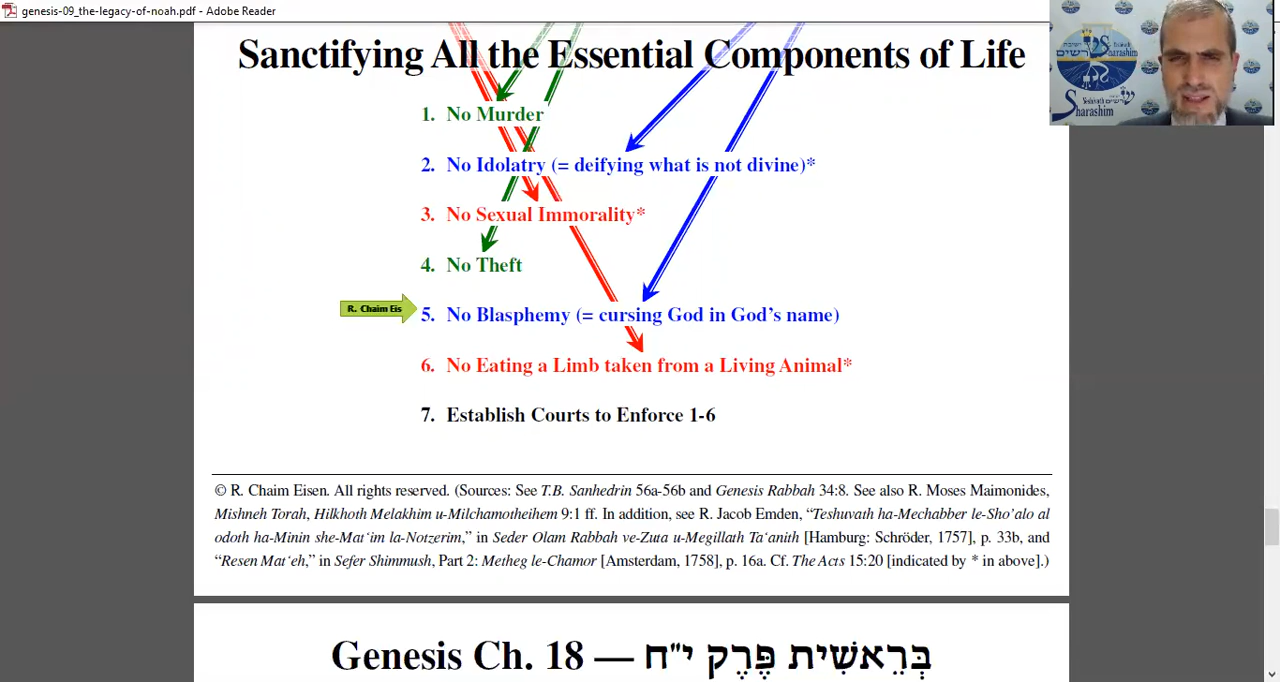 genesis-09_the-legacy-of-noah.pdf - Adobe Reader
Sanctifying All the Essential Components of Life
1. No Murder
2. No Idolatry (= deifying what is not divine)*
3. No Sexual Immorality*
4. No Theft
R. Chaim Eis
5. No Blasphemy (= cursing God in God’s name)
6. No Eating a Limb taken from a Living Animal*
7. Establish Courts to Enforce 1-6
© R. Chaim Eisen. All rights reserved. (Sources: See T.B. Sanhedrin 56a-56b and Genesis Rabbah 34:8. See also R. Moses Maimonides,
Mishneh Torah, Hilkhoth Melakhim u-Milchamotheihem 9:1 ff. In addition, see R. Jacob Emden, “Teshuvath ha-Mechabber le-Sho’alo al
odoth ha-Minin she-Mat‘im la-Notzerim,” in Seder Olam Rabbah ve-Zuta u-Megillath Ta‘anith [Hamburg: Schröder, 1757], p. 33b, and
“Resen Mat‘eh,” in Sefer Shimmush, Part 2: Metheg le-Chamor [Amsterdam, 1758], p. 16a. Cf. The Acts 15:20 [indicated by * in above].)
Genesis Ch. 18 — בְּרֵאשִׁית פֶּרֶק י"ח
Sharashim
שרשים
Yeshivath
Sharashim